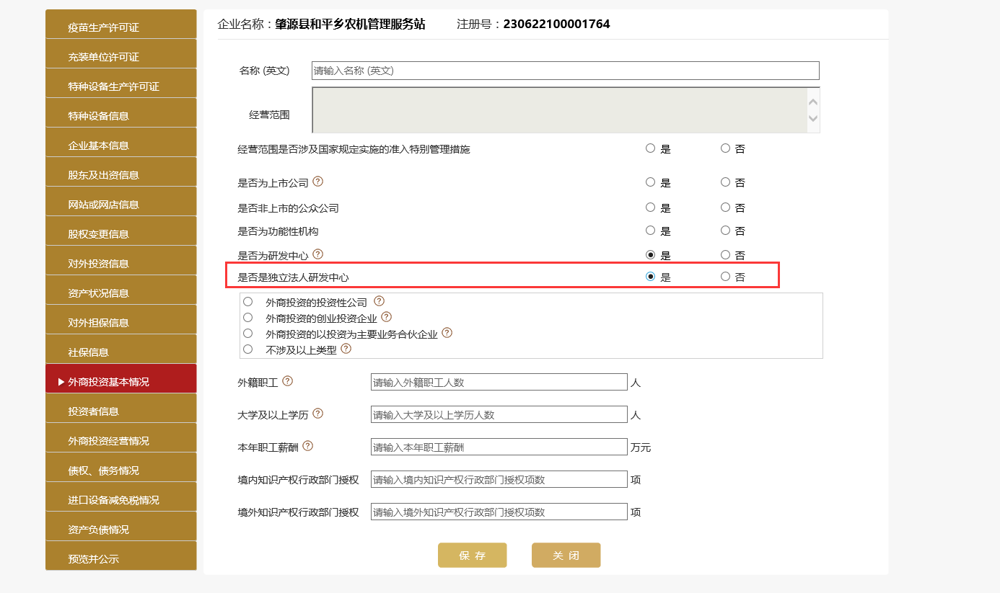 疫苗生产许可证
充装单位许可证
特种设备生产许可证
特种设备信息
企业基本信息
股东及出资信息
网站或网店信息
股权变更信息
对外投资信息
资产状况信息
对外担保信息
社保信息
外商投资基本情况
投资者信息
外商投资经营情况
债权、债务情况
进口设备减免税情况
资产负债情况
预览并公示
企业名称：肇源县和平乡农机管理服务站 注册号：230622100001764
名称 (英文) 请输入名称 (英文)
经营范围
经营范围是否涉及国家规定实施的准入特别管理措施 是 否
是否为上市公司 ? 是 否
是否非上市的公众公司 是 否
是否为功能性机构 是 否
是否为研发中心 ? 是 否
是否是独立法人研发中心 是 否
外商投资的投资性公司 ?
外商投资的创业投资企业 ?
外商投资的以投资为主要业务合伙企业 ?
不涉及以上类型 ?
外籍职工 ? 请输入外籍职工人数 人
大学及以上学历 ? 请输入大学及以上学历人数 人
本年职工薪酬 ? 请输入本年职工薪酬 万元
境内知识产权行政部门授权 请输入境内知识产权行政部门授权项数 项
境外知识产权行政部门授权 请输入境外知识产权行政部门授权项数 项
保 存 关 闭